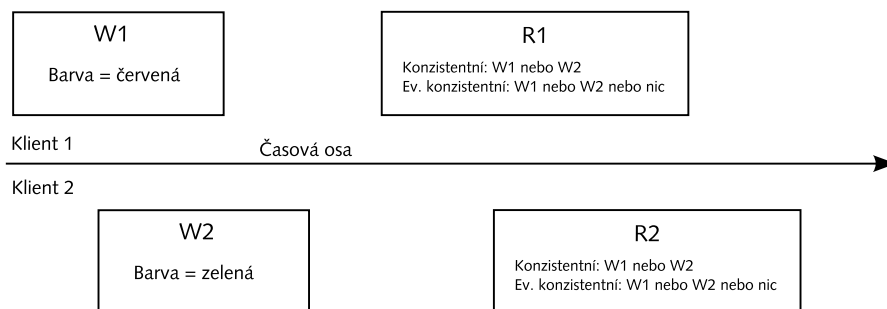 W1
Barva = červená
R1
Konzistentní: W1 nebo W2
Ev. konzistentní: W1 nebo W2 nebo nic
Klient 1
Časová osa
Klient 2
W2
Barva = zelená
R2
Konzistentní: W1 nebo W2
Ev. konzistentní: W1 nebo W2 nebo nic